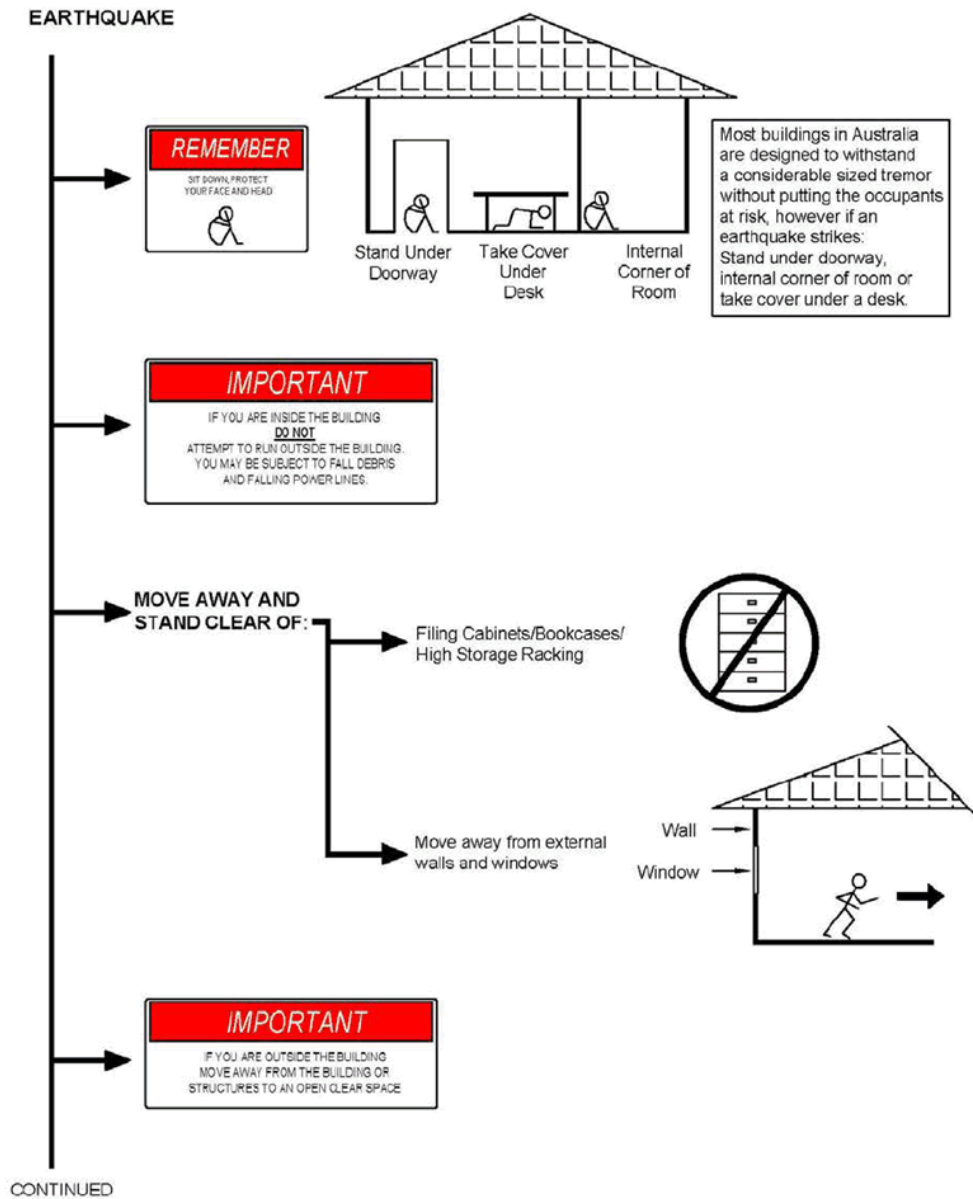 EARTHQUAKE
REMEMBER
SIT DOWN, PROTECT
YOUR FACE AND HEAD
Stand Under
Doorway
Take Cover
Under
Desk
Internal
Corner of
Room
Most buildings in Australia
are designed to withstand
a considerable sized tremor
without putting the occupants
at risk, however if an
earthquake strikes:
Stand under doorway,
internal corner of room or
take cover under a desk.
IMPORTANT
IF YOU ARE INSIDE THE BUILDING
DO NOT
ATTEMPT TO RUN OUTSIDE THE BUILDING.
YOU MAY BE SUBJECT TO FALL DEBRIS
AND FALLING POWER LINES.
MOVE AWAY AND
STAND CLEAR OF:
Filing Cabinets/Bookcases/
High Storage Racking
Move away from external
walls and windows
Wall
Window
IMPORTANT
IF YOU ARE OUTSIDE THE BUILDING
MOVE AWAY FROM THE BUILDING OR
STRUCTURES TO AN OPEN CLEAR SPACE
CONTINUED